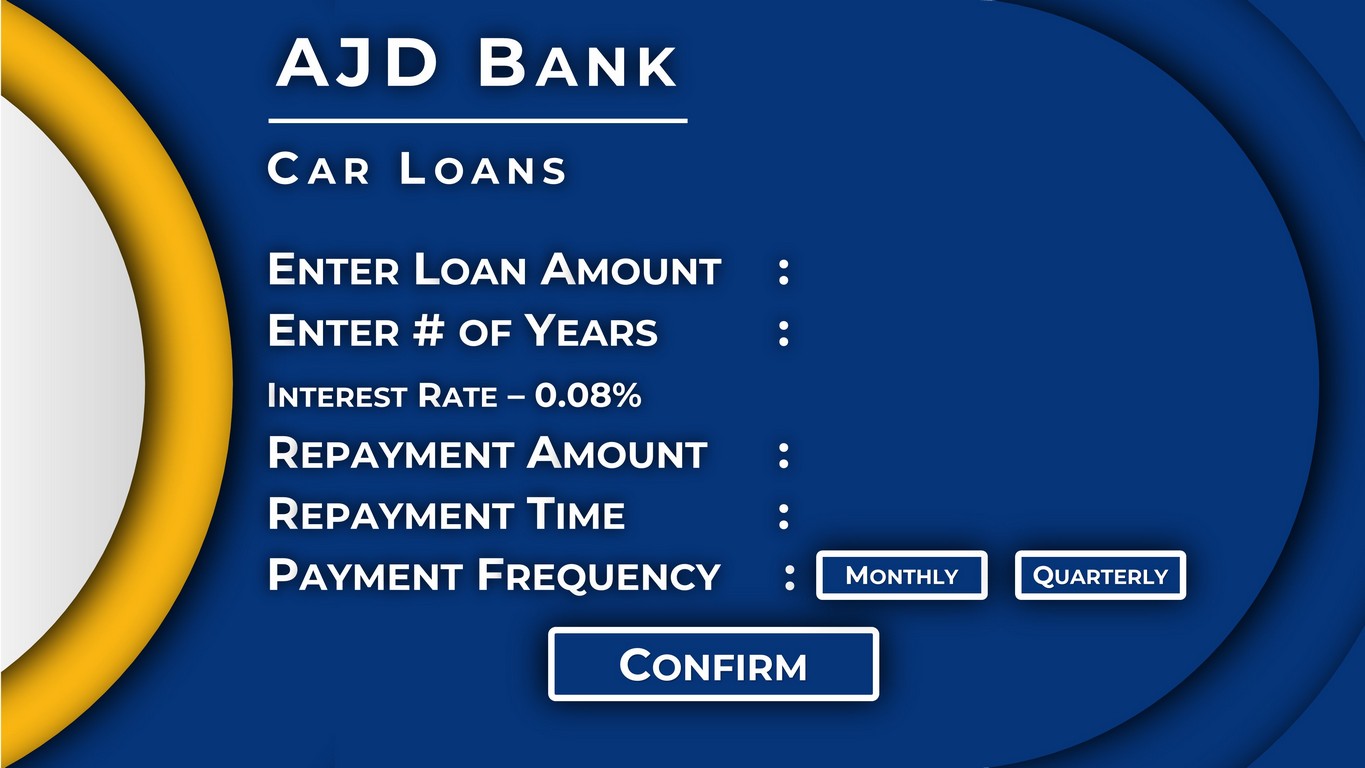 AJD Bank
Car Loans
Enter Loan Amount :
Enter # of Years :
Interest Rate – 0.08%
Repayment Amount :
Repayment Time :
Payment Frequency : Monthly Quarterly
Confirm